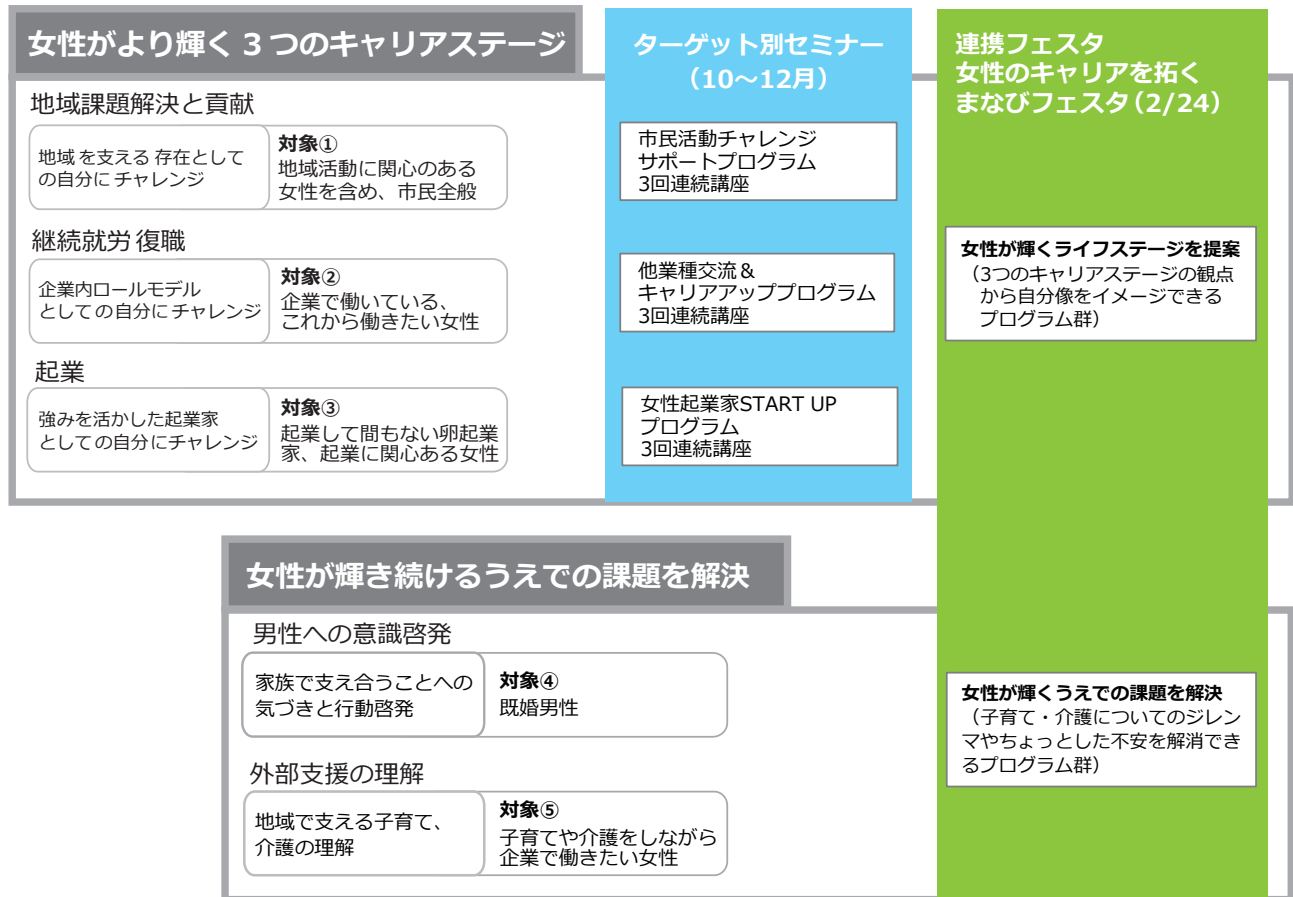 女性がより輝く3つのキャリアステージ
ターゲット別セミナー
（10～12月）
連携フェスタ
女性のキャリアを拓く
まなびフェスタ（2/24）
地域課題解決と貢献
地域 を支える 存在として
の自分に チャレンジ
対象①
地域活動に関心のある
女性を含め、市民全般
市民活動チャレンジ
サポートプログラム
3回連続講座
継続就労 復職
企業内ロールモデル
としての自分に チャレンジ
対象②
企業で働いている、
これから働きたい女性
他業種交流＆
キャリアアッププログラム
3回連続講座
女性が輝くライフステージを提案
（3つのキャリアステージの観点
から自分像をイメージできる
プログラム群）
起業
強みを活かした起業家
としての自分にチャレンジ
対象③
起業して間もない卵起業
家、起業に関心ある女性
女性起業家START UP
プログラム
3回連続講座
女性が輝き続けるうえでの課題を解決
男性への意識啓発
家族で支え合うことへの
気づきと行動啓発
対象④
既婚男性
女性が輝くうえでの課題を解決
（子育て・介護についてのジレン
マやちょっとした不安を解消でき
るプログラム群）
外部支援の理解
地域で支える子育て、
介護の理解
対象⑤
子育てや介護をしながら
企業で働きたい女性